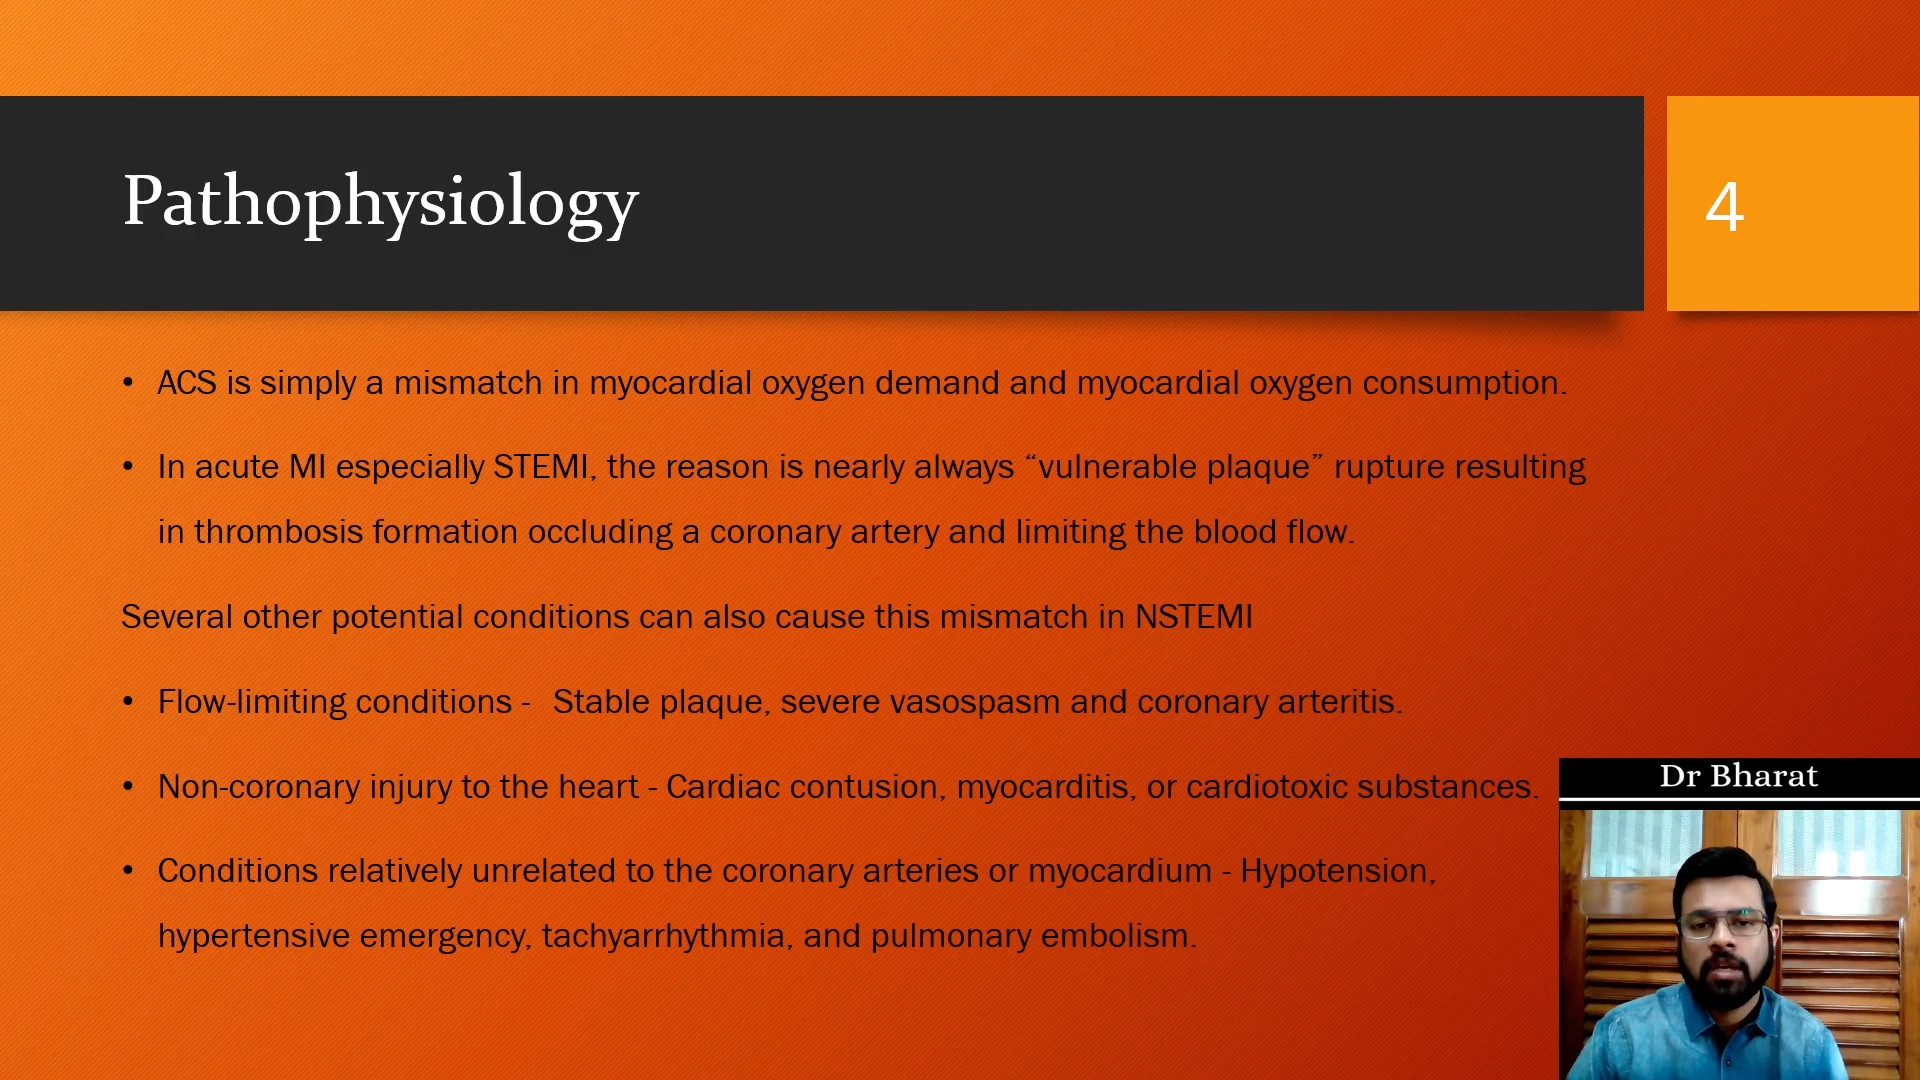 Pathophysiology
4
• ACS is simply a mismatch in myocardial oxygen demand and myocardial oxygen consumption.
• In acute MI especially STEMI, the reason is nearly always “vulnerable plaque” rupture resulting
in thrombosis formation occluding a coronary artery and limiting the blood flow.
Several other potential conditions can also cause this mismatch in NSTEMI
• Flow-limiting conditions - Stable plaque, severe vasospasm and coronary arteritis.
• Non-coronary injury to the heart - Cardiac contusion, myocarditis, or cardiotoxic substances.
• Conditions relatively unrelated to the coronary arteries or myocardium - Hypotension,
hypertensive emergency, tachyarrhythmia, and pulmonary embolism.
Dr Bharat